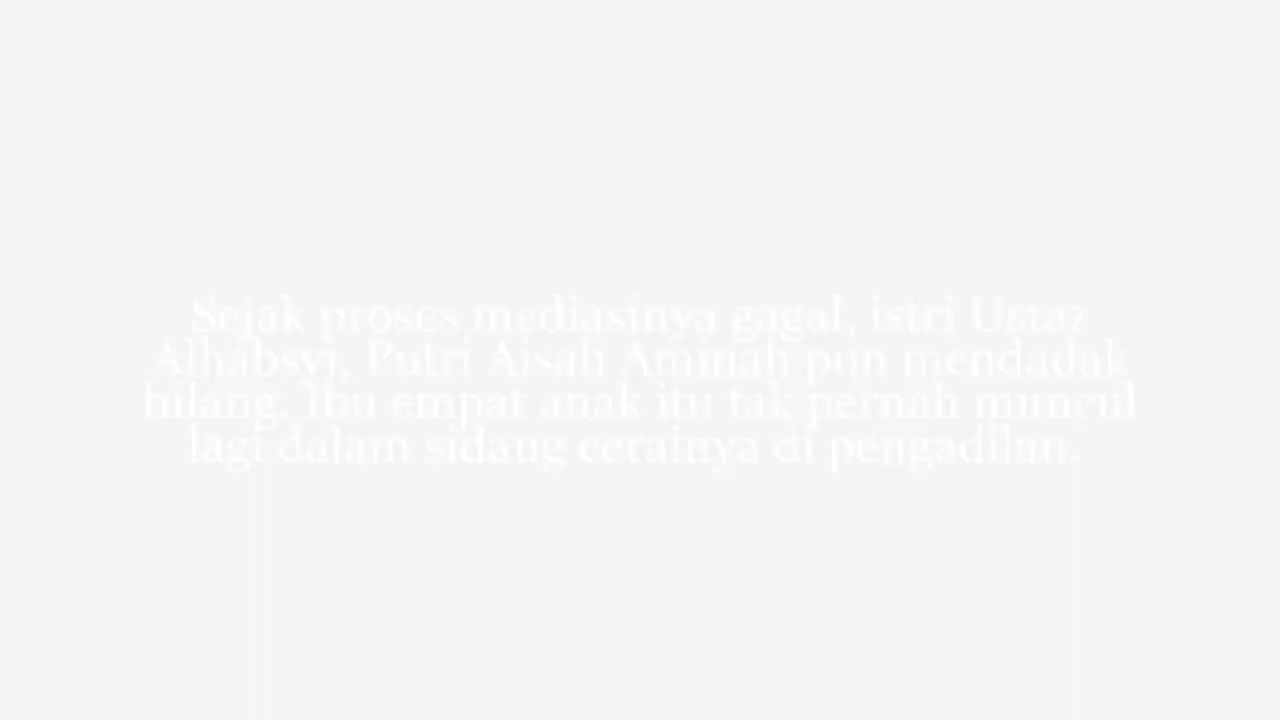 Sejak proses mediasinya gagal, istri Ustaz
Alhabsyi, Putri Aisah Aminah pun mendadak
hilang. Ibu empat anak itu tak pernah muncul
lagi dalam sidang cerainya di pengadilan.